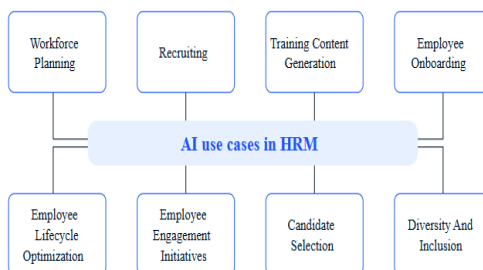 Workforce
Planning
Recruiting
Training Content
Generation
Employee
Onboarding
AI use cases in HRM
Employee
Lifecycle
Optimization
Employee
Engagement
Initiatives
Candidate
Selection
Diversity And
Inclusion